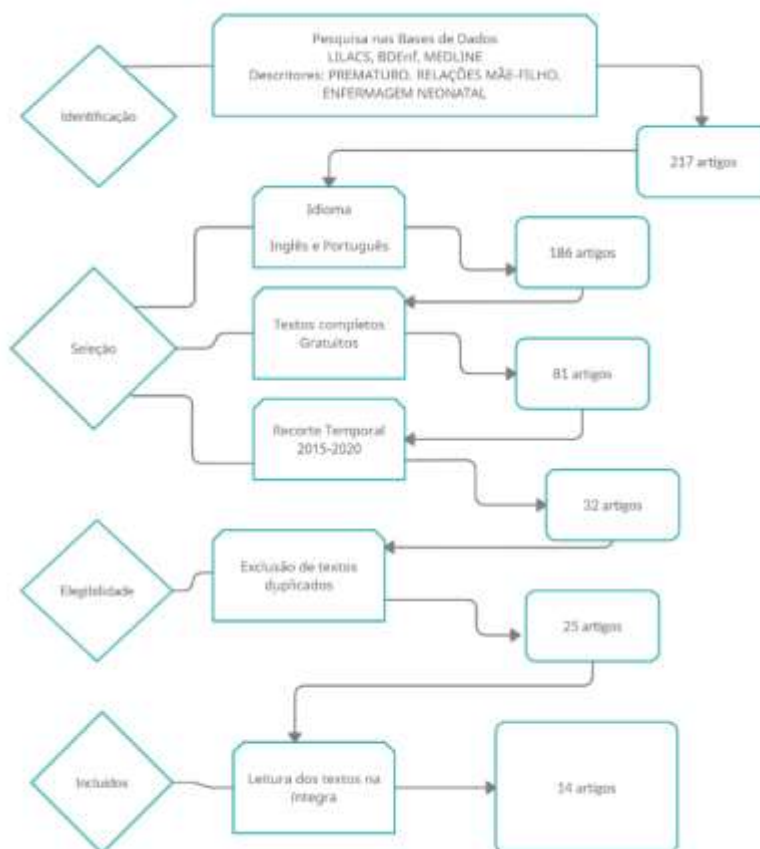 Pesquisa nas Bases de Dados
LILACS, BDEnf, MEDLINE
Descritores: PREMATURO, RELAÇÕES MÃE-FILHO,
ENFERMAGEM NEONATAL
Identificação
217 artigos
Idioma
Inglês e Português
186 artigos
Seleção
Textos completos
Gratuitos
81 artigos
Recorte Temporal
2015-2020
32 artigos
Elegibilidade
Exclusão de textos
duplicados
25 artigos
Incluídos
Leitura dos textos na
Integra
14 artigos